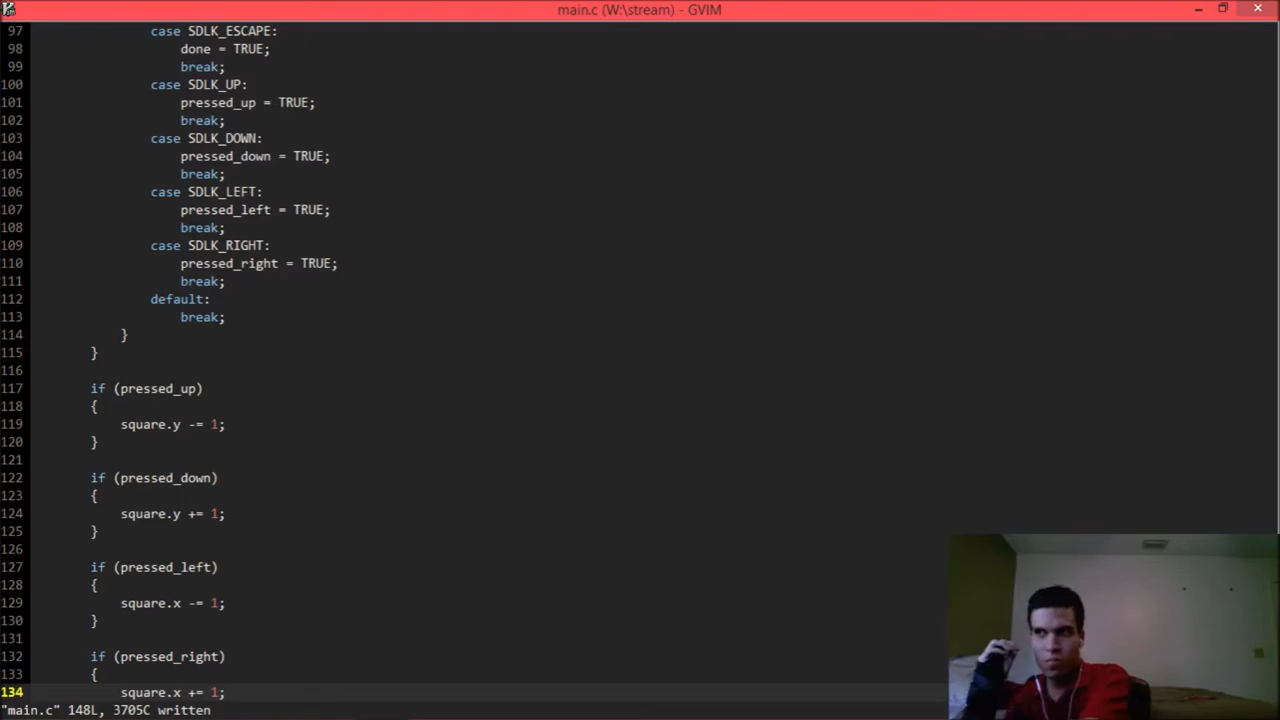 main.c (W:\stream) - GVIM
97 case SDLK_ESCAPE:
98 done = TRUE;
99 break;
100 case SDLK_UP:
101 pressed_up = TRUE;
102 break;
103 case SDLK_DOWN:
104 pressed_down = TRUE;
105 break;
106 case SDLK_LEFT:
107 pressed_left = TRUE;
108 break;
109 case SDLK_RIGHT:
110 pressed_right = TRUE;
111 break;
112 default:
113 break;
114 }
115 }
116
117 if (pressed_up)
118 {
119 square.y -= 1;
120 }
121
122 if (pressed_down)
123 {
124 square.y += 1;
125 }
126
127 if (pressed_left)
128 {
129 square.x -= 1;
130 }
131
132 if (pressed_right)
133 {
134 square.x += 1;
"main.c" 148L, 3705C written